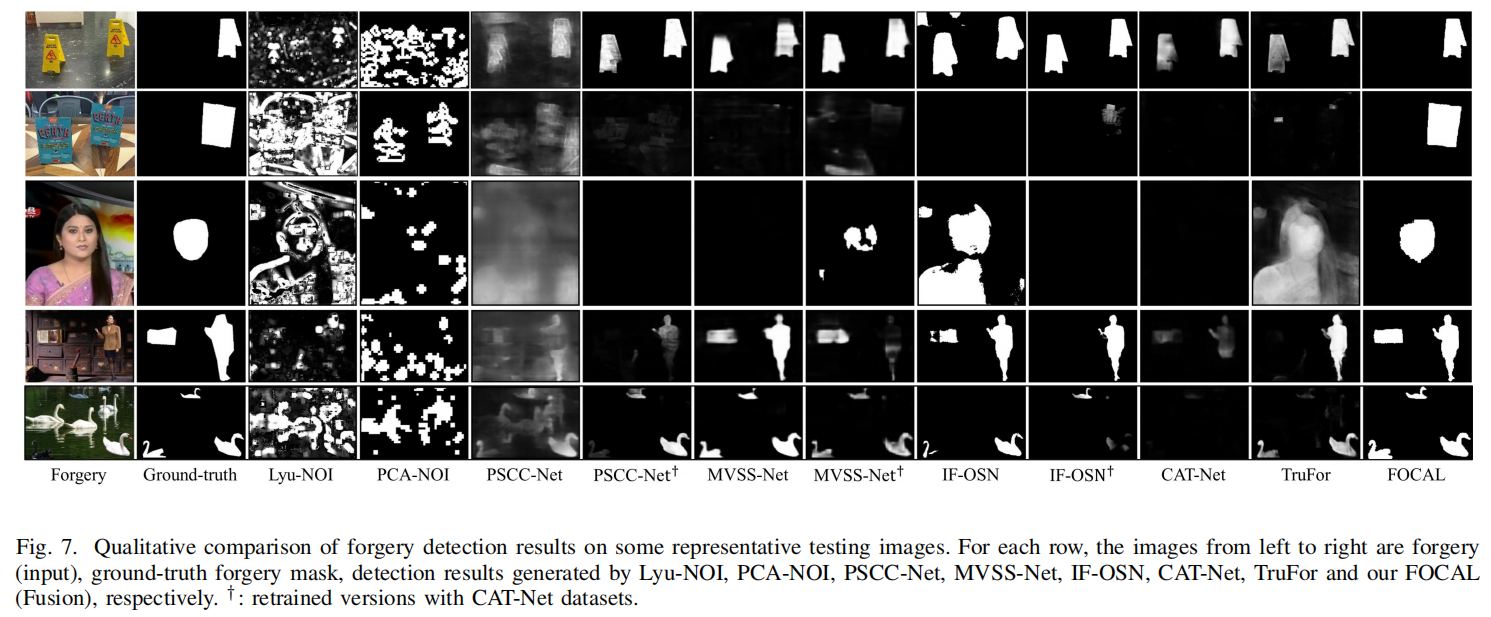 Forgery Ground-truth Lyu-NOI PCA-NOI PSCC-Net PSCC-Net† MVSS-Net MVSS-Net† IF-OSN IF-OSN† CAT-Net TruFor FOCAL
Fig. 7. Qualitative comparison of forgery detection results on some representative testing images. For each row, the images from left to right are forgery
(input), ground-truth forgery mask, detection results generated by Lyu-NOI, PCA-NOI, PSCC-Net, MVSS-Net, IF-OSN, CAT-Net, TruFor and our FOCAL
(Fusion), respectively. †: retrained versions with CAT-Net datasets.